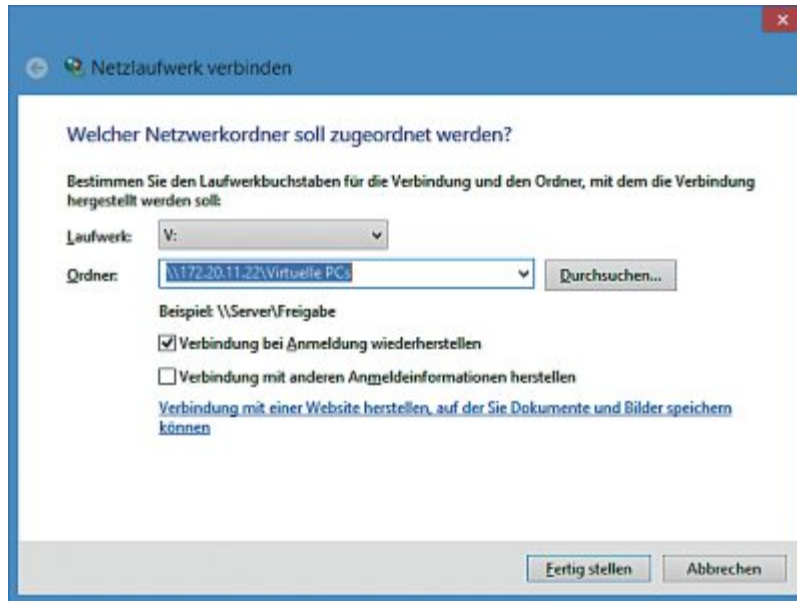 Netzlaufwerk verbinden
Welcher Netzwerkordner soll zugeordnet werden?
Bestimmen Sie den Laufwerkbuchstaben für die Verbindung und den Ordner, mit dem die Verbindung
hergestellt werden soll:
Laufwerk: V:
Ordner: \\172.20.11.22\Virtuelle PCs Durchsuchen...
Beispiel: \\Server\Freigabe
Verbindung bei Anmeldung wiederherstellen
Verbindung mit anderen Anmeldeinformationen herstellen
Verbindung mit einer Website herstellen, auf der Sie Dokumente und Bilder speichern
können
Fertig stellen Abbrechen